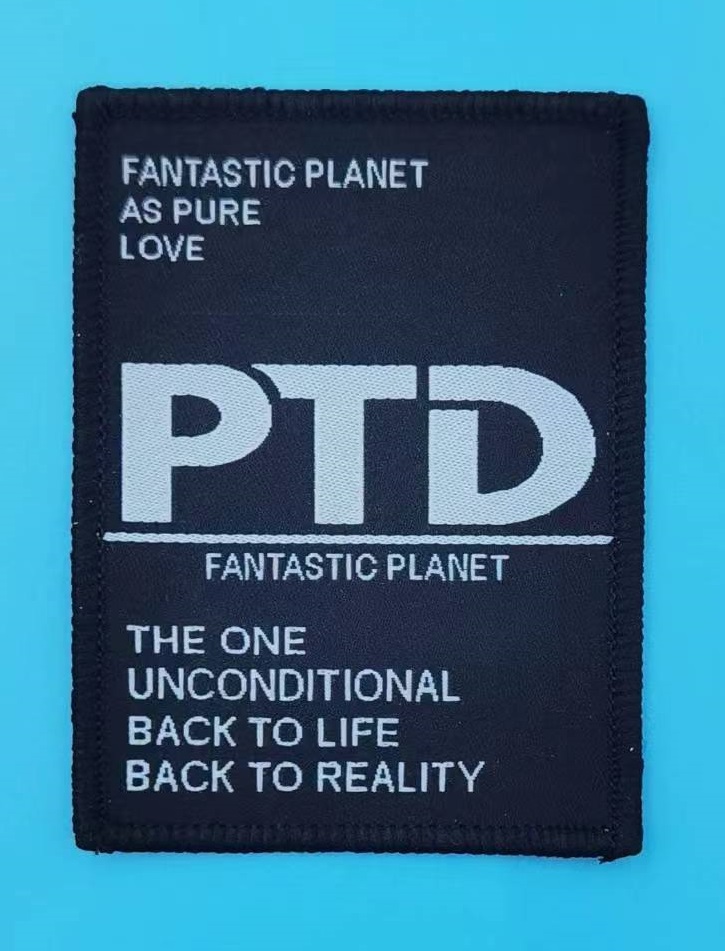 FANTASTIC PLANET
AS PURE
LOVE
PTD
FANTASTIC PLANET
THE ONE
UNCONDITIONAL
BACK TO LIFE
BACK TO REALITY